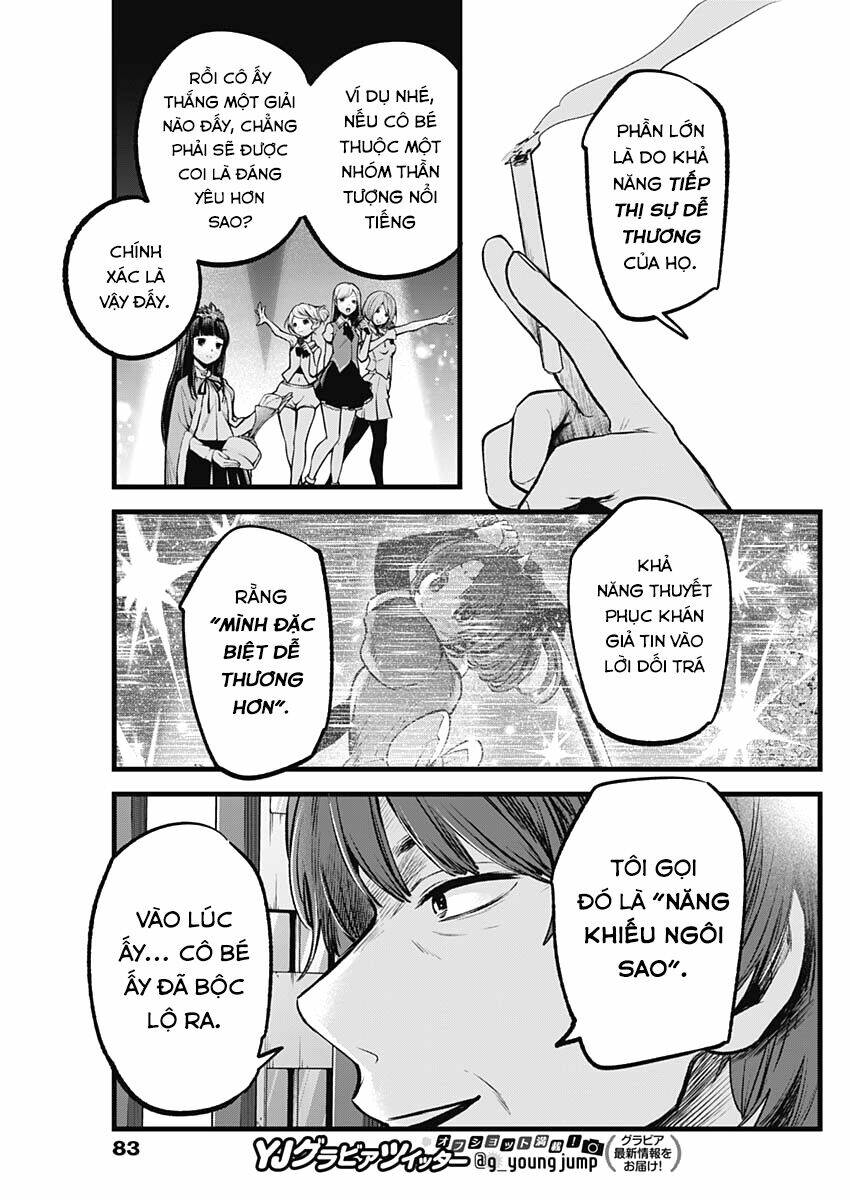 PHẦN LỚN
LÀ DO KHẢ
NĂNG TIẾP
THỊ SỰ DỄ
THƯƠNG
CỦA HỌ.
VÍ DỤ NHÉ,
NẾU CÔ BÉ
THUỘC MỘT
NHÓM THẦN
TƯỢNG NỔI
TIẾNG
RỒI CÔ ẤY
THẮNG MỘT GIẢI
NÀO ĐẤY, CHẲNG
PHẢI SẼ ĐƯỢC
COI LÀ ĐÁNG
YÊU HƠN
SAO?
CHÍNH
XÁC LÀ
VẬY ĐẤY.
KHẢ
NĂNG THUYẾT
PHỤC KHÁN
GIẢ TIN VÀO
LỜI DỐI TRÁ
RẰNG
"MÌNH ĐẶC
BIỆT DỄ
THƯƠNG
HƠN".
TÔI GỌI
ĐÓ LÀ "NĂNG
KHIẾU NGÔI
SAO".
VÀO LÚC
ẤY... CÔ BÉ
ẤY ĐÃ BỘC
LỘ RA.
83
YJグラビアツイッター
オフショット満載!
@g_youngjump
グラビア
最新情報を
お届け!